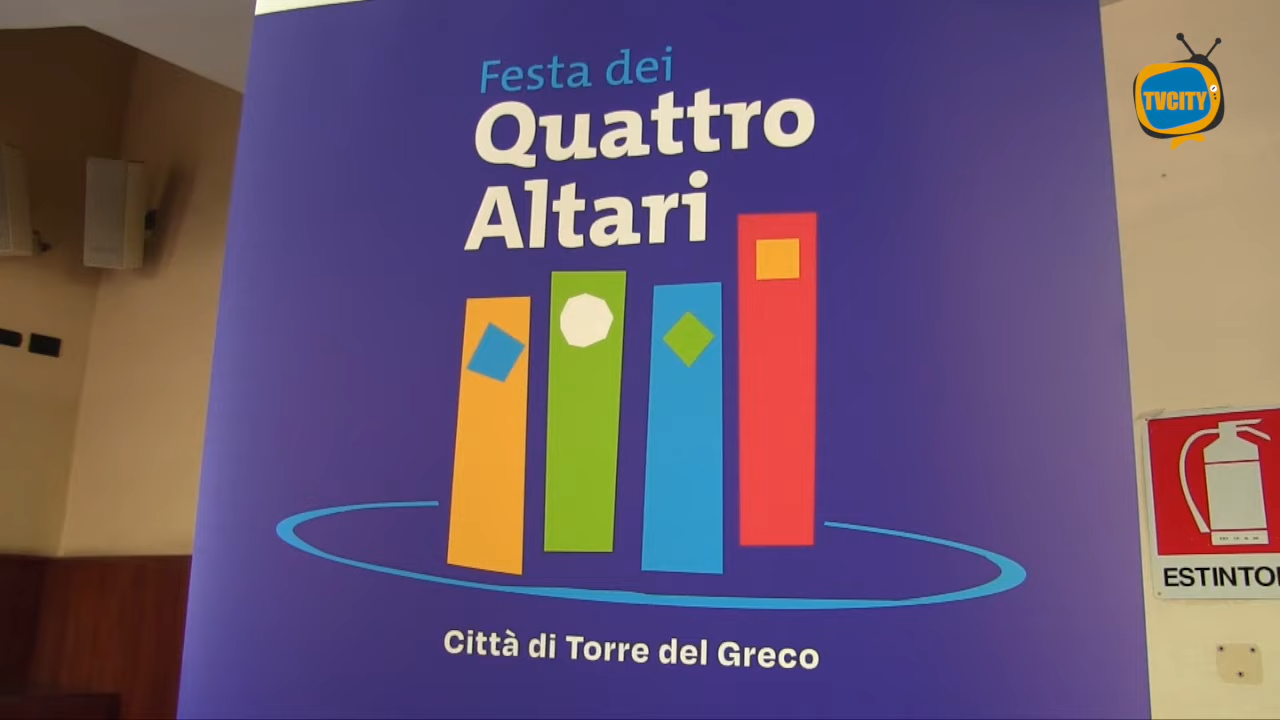 Festa dei
Quattro
Altari
Città di Torre del Greco
TVCITY
ESTINTO